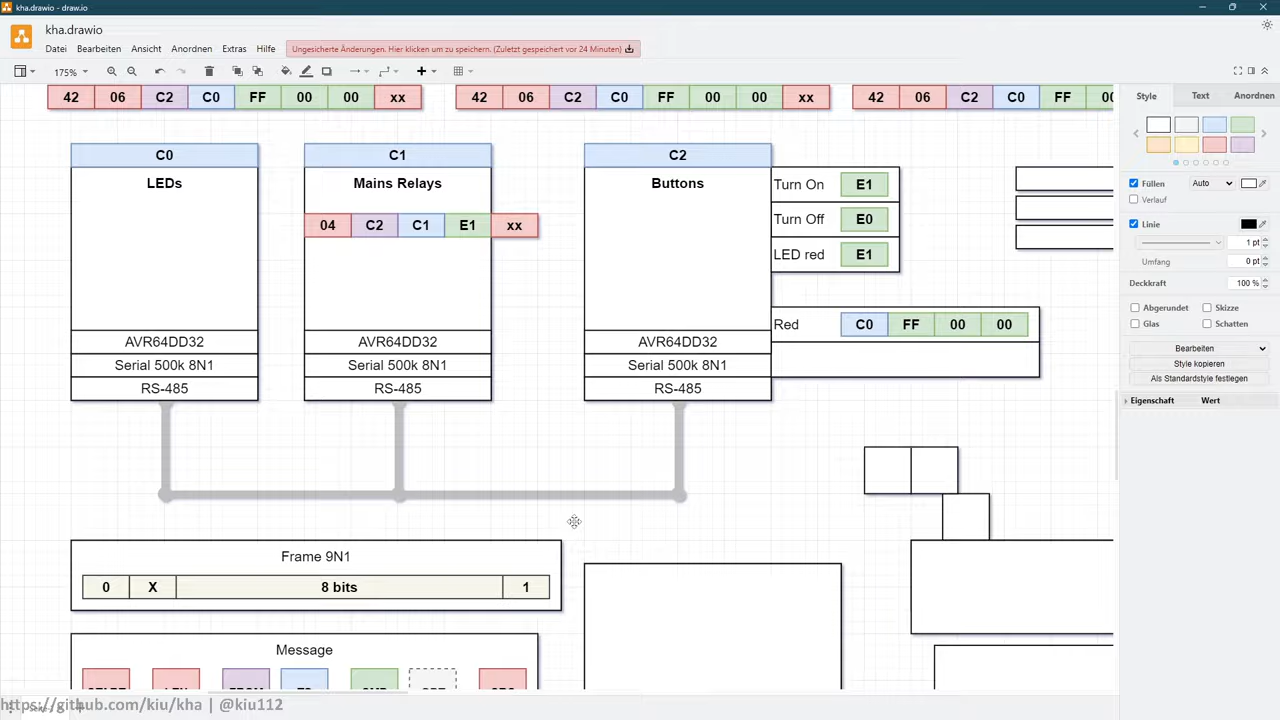 kha.drawio - draw.io
kha.drawio
Datei Bearbeiten Ansicht Anordnen Extras Hilfe
Ungesicherte Änderungen. Hier klicken um zu speichern. (Zuletzt gespeichert vor 24 Minuten)
175%
42 06 C2 C0 FF 00 00 xx
42 06 C2 C0 FF 00 00 xx
42 06 C2 C0 FF
C0
LEDs
AVR64DD32
Serial 500k 8N1
RS-485
C1
Mains Relays
04 C2 C1 E1 xx
AVR64DD32
Serial 500k 8N1
RS-485
C2
Buttons
AVR64DD32
Serial 500k 8N1
RS-485
Turn On E1
Turn Off E0
LED red E1
Red C0 FF 00 00
Frame 9N1
0 X 8 bits 1
Message
Style Text Anordnen
Füllen Auto
Verlauf
Linie
1 pt
Umfang 0 pt
Deckkraft 100 %
Abgerundet Skizze
Glas Schatten
Bearbeiten
Style kopieren
Als Standardstyle festlegen
Eigenschaft Wert
https://github.com/kiu/kha | @kiu112